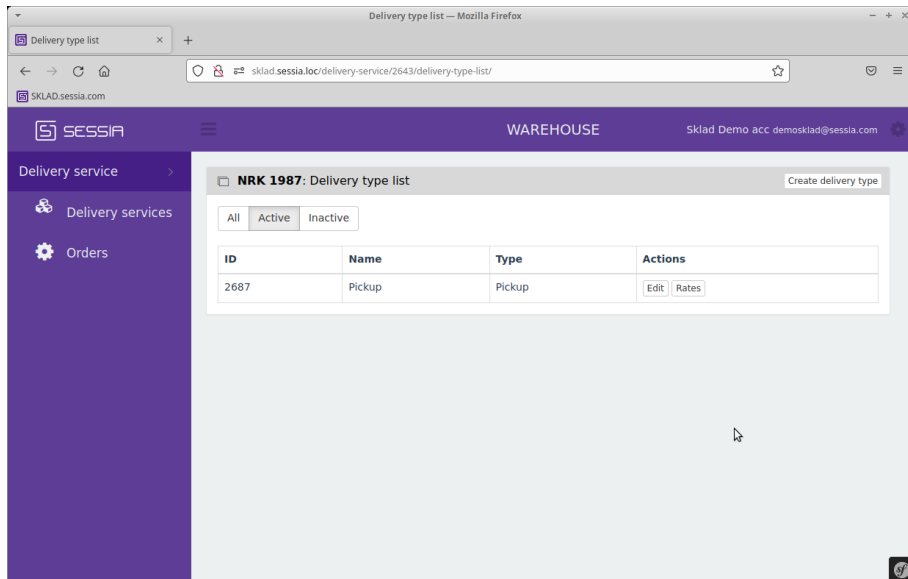 Delivery type list — Mozilla Firefox
Delivery type list
sklad.sessia.loc/delivery-service/2643/delivery-type-list/
SKLAD.sessia.com
SESSIA
WAREHOUSE
Sklad Demo acc demosklad@sessia.com
Delivery service
Delivery services
Orders
NRK 1987: Delivery type list
Create delivery type
All Active Inactive
ID Name Type Actions
2687 Pickup Pickup Edit Rates
sf